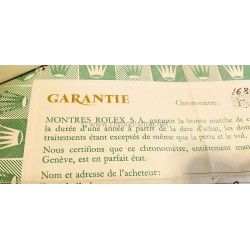 168
GARANTIE Chronomètre:
MONTRES ROLEX S.A. garantit la bonne marche de
la durée d'une année à partir de la date d'achat, les
traitements étant exceptés de même que la perte et le vol.
Nous certifions que ce chronomètre, entièrement
Genève, est en parfait état.
Nom et adresse de l'acheteur: